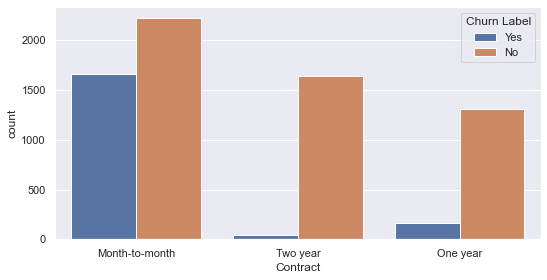 Churn Label
Yes
No
2000
1500
1000
500
0
count
Month-to-month
Two year
One year
Contract